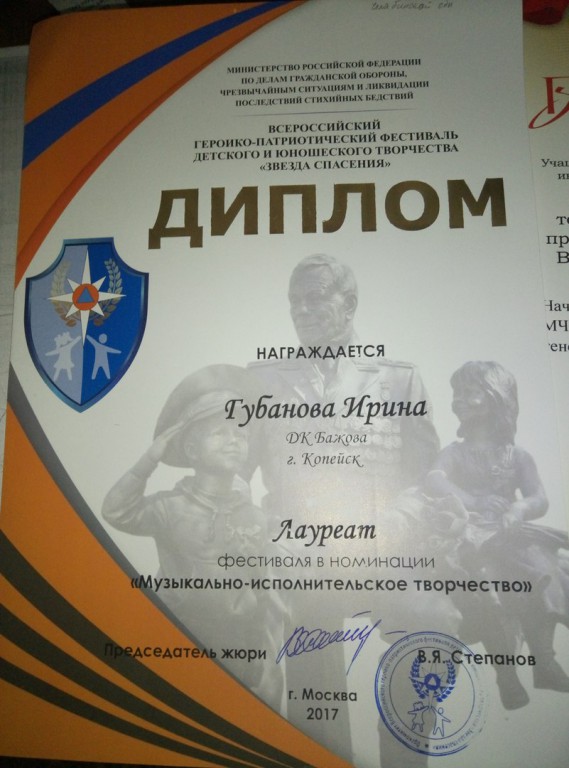 МИНИСТЕРСТВО РОССИЙСКОЙ ФЕДЕРАЦИИ
ПО ДЕЛАМ ГРАЖДАНСКОЙ ОБОРОНЫ,
ЧРЕЗВЫЧАЙНЫМ СИТУАЦИЯМ И ЛИКВИДАЦИИ
ПОСЛЕДСТВИЙ СТИХИЙНЫХ БЕДСТВИЙ
ВСЕРОССИЙСКИЙ
ГЕРОИКО-ПАТРИОТИЧЕСКИЙ ФЕСТИВАЛЬ
ДЕТСКОГО И ЮНОШЕСКОГО ТВОРЧЕСТВА
«ЗВЕЗДА СПАСЕНИЯ»
ДИПЛОМ
НАГРАЖДАЕТСЯ
Губанова Ирина
ДК Бажова
г. Копейск
Лауреат
фестиваля в номинации
«Музыкально-исполнительское творчество»
Председатель жюри В.Я. Степанов
г. Москва
2017